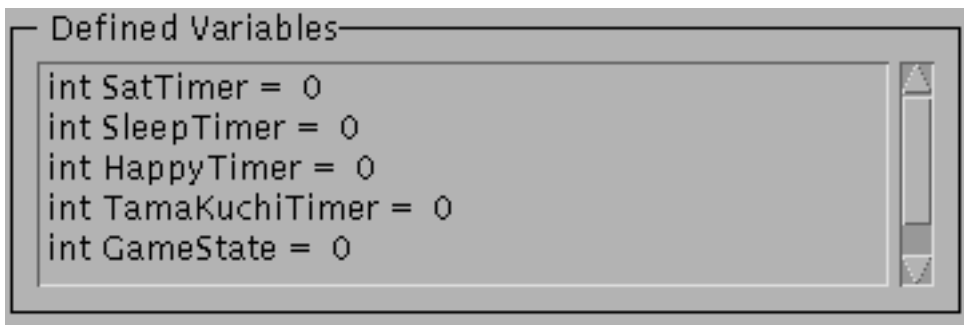 Defined Variables
int SatTimer = 0
int SleepTimer = 0
int HappyTimer = 0
int TamaKuchiTimer = 0
int GameState = 0